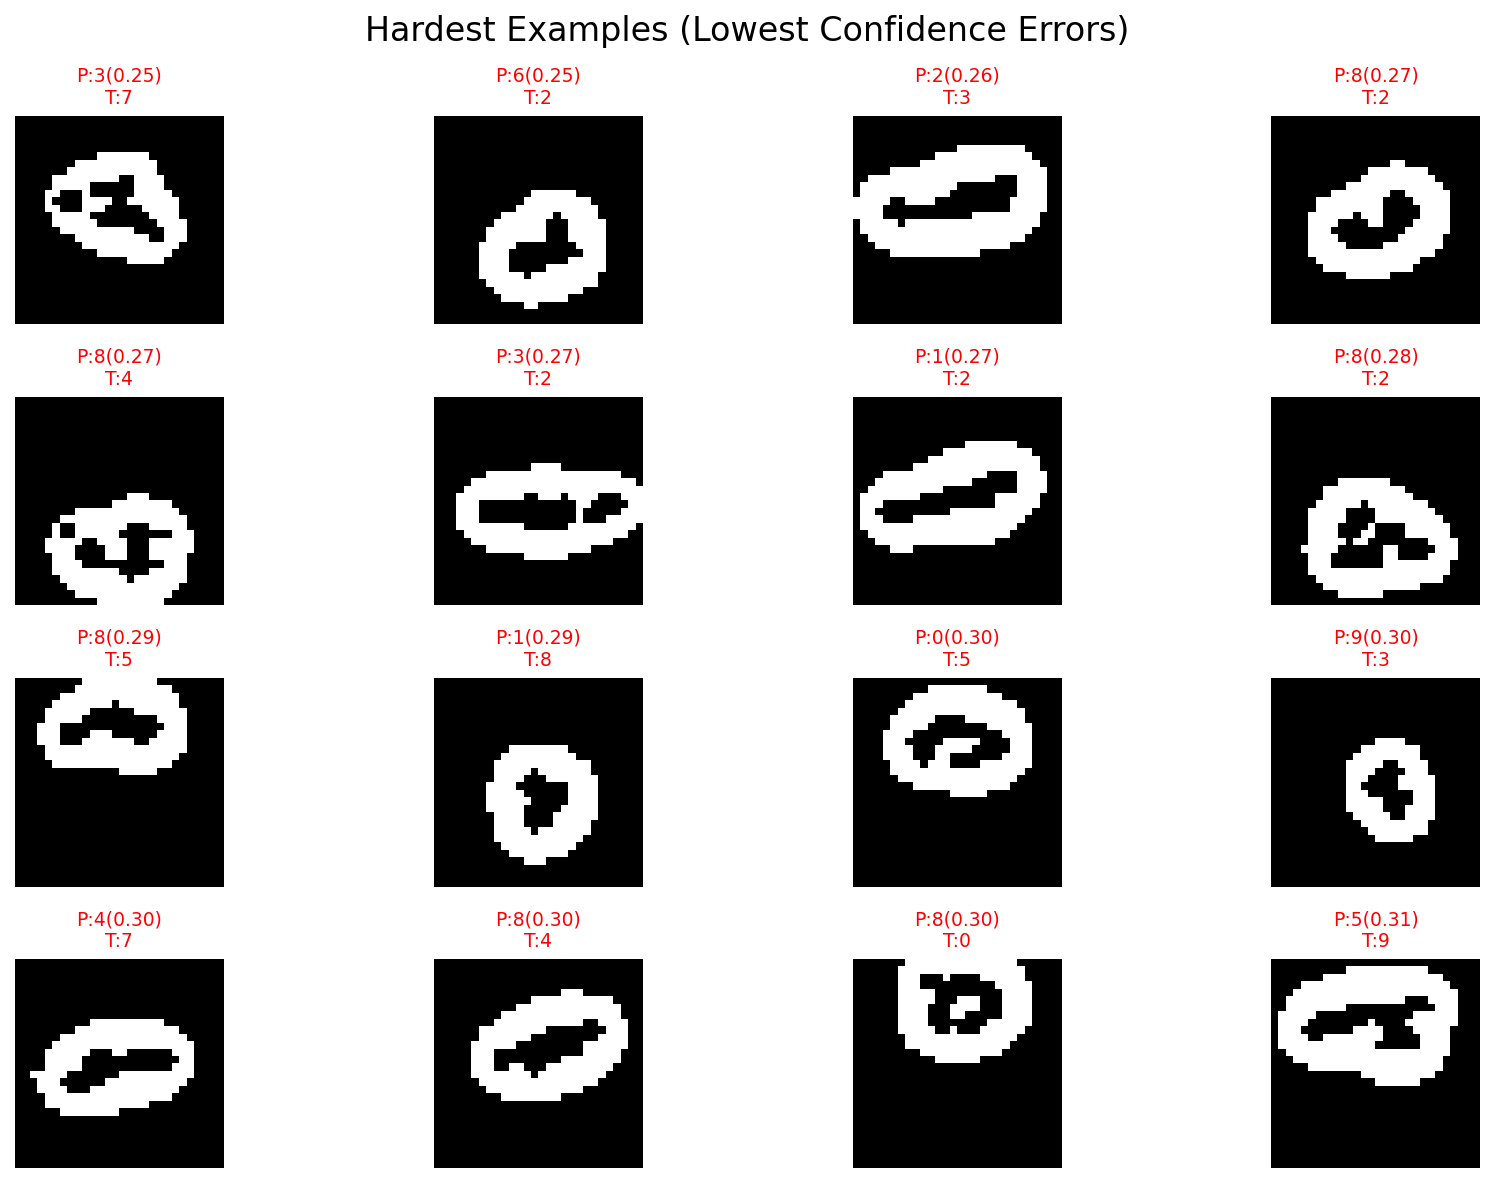 Hardest Examples (Lowest Confidence Errors)
P:3(0.25)
T:7
P:6(0.25)
T:2
P:2(0.26)
T:3
P:8(0.27)
T:2
P:8(0.27)
T:4
P:3(0.27)
T:2
P:1(0.27)
T:2
P:8(0.28)
T:2
P:8(0.29)
T:5
P:1(0.29)
T:8
P:0(0.30)
T:5
P:9(0.30)
T:3
P:4(0.30)
T:7
P:8(0.30)
T:4
P:8(0.30)
T:0
P:5(0.31)
T:9